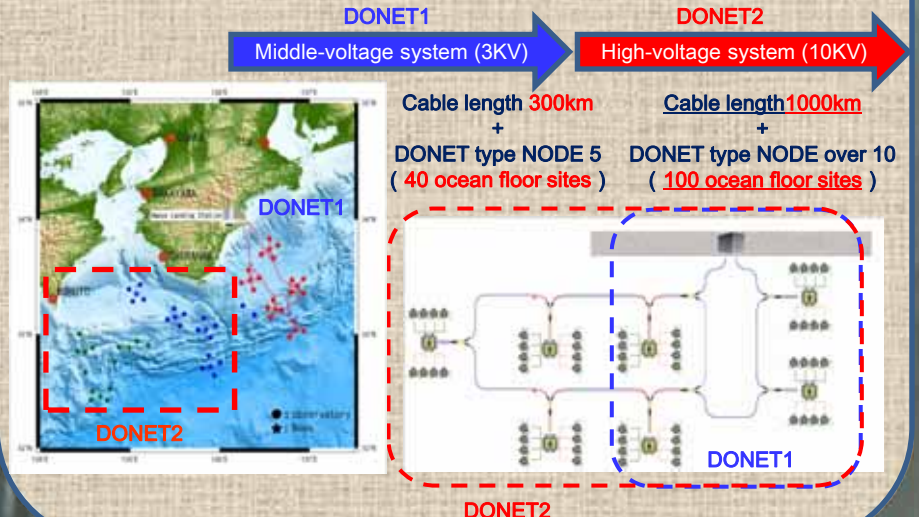 DONET1
DONET2
Middle-voltage system (3KV)
High-voltage system (10KV)
Cable length 300km
+
DONET type NODE 5
( 40 ocean floor sites )
Cable length1000km
+
DONET type NODE over 10
( 100 ocean floor sites )
DONET1
DONET2
DONET1
DONET2